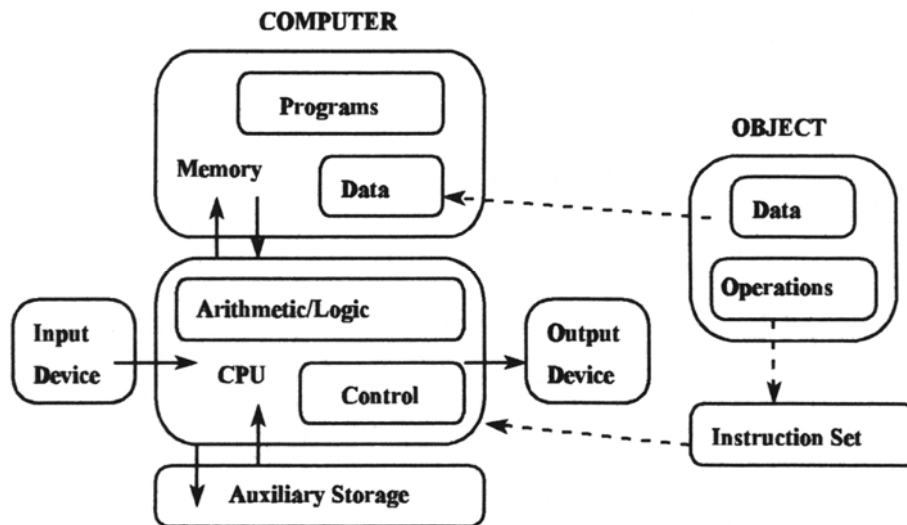 COMPUTER
Programs
Memory
Data
OBJECT
Data
Operations
Arithmetic/Logic
Input
Device
CPU
Control
Output
Device
Instruction Set
Auxiliary Storage